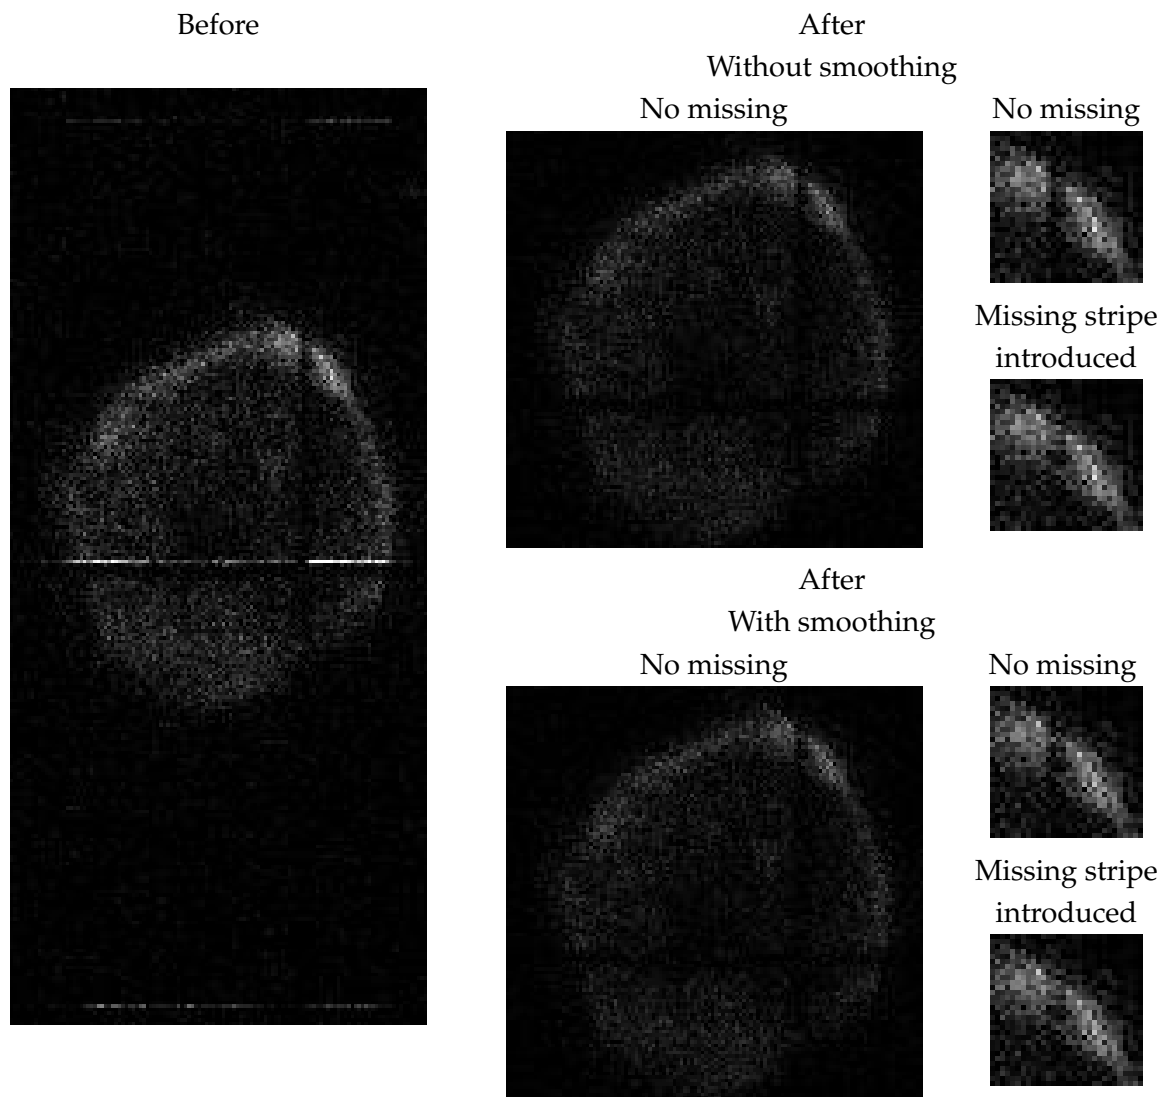 Before
After
Without smoothing
No missing
No missing
Missing stripe
introduced
After
With smoothing
No missing
No missing
Missing stripe
introduced